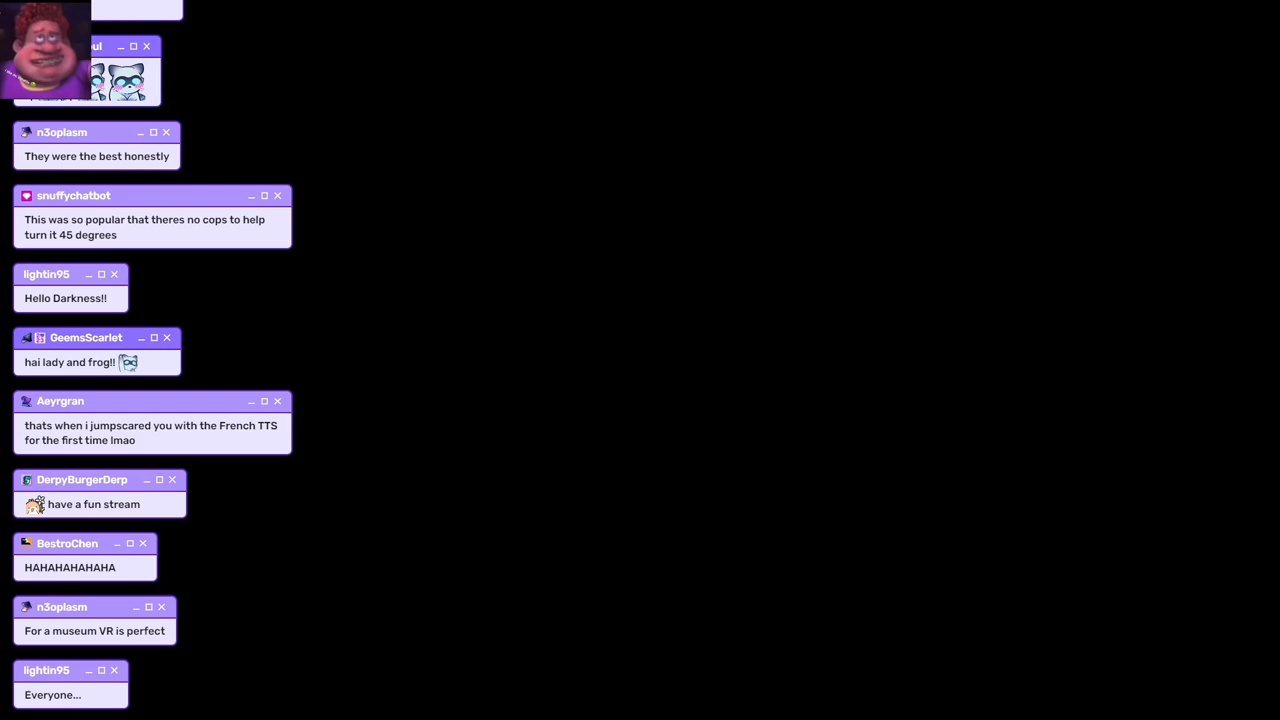 ul
n3oplasm
They were the best honestly
snuffychatbot
This was so popular that theres no cops to help
turn it 45 degrees
lightin95
Hello Darkness!!
GeemsScarlet
hai lady and frog!!
Aeyrgran
thats when i jumpscared you with the French TTS
for the first time lmao
DerpyBurgerDerp
have a fun stream
BestroChen
HAHAHAHAHAHA
n3oplasm
For a museum VR is perfect
lightin95
Everyone...